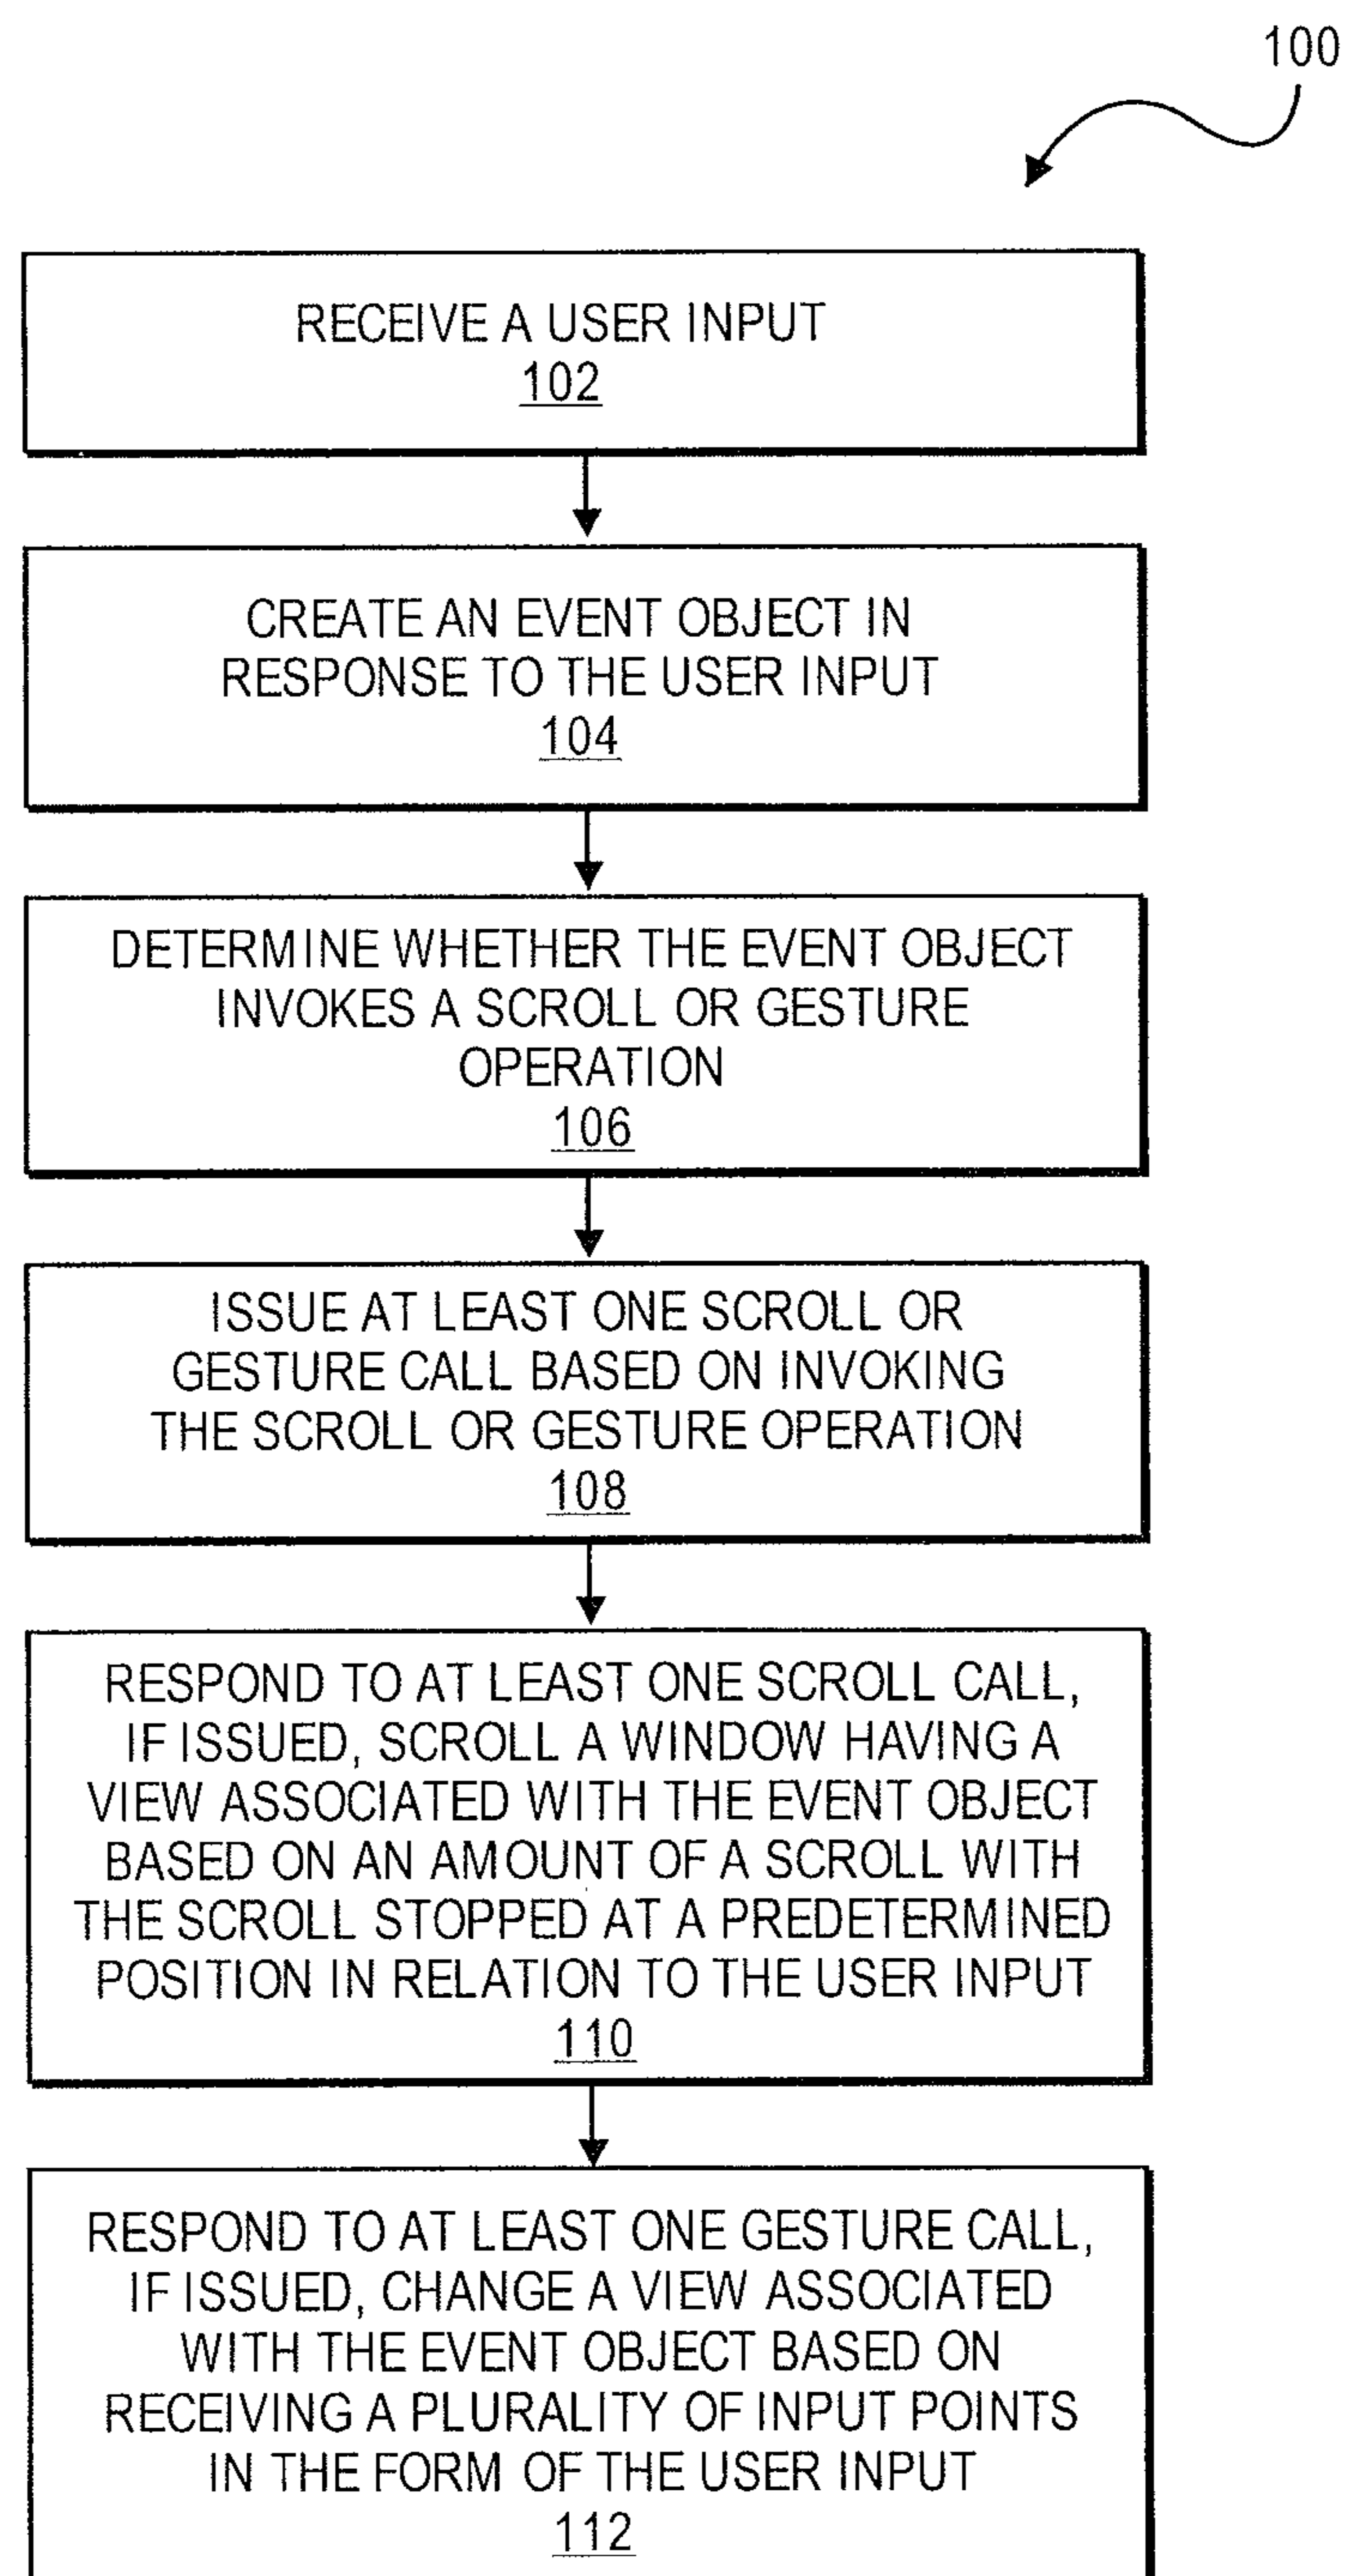 100
RECEIVE A USER INPUT
102
CREATE AN EVENT OBJECT IN
RESPONSE TO THE USER INPUT
104
DETERMINE WHETHER THE EVENT OBJECT
INVOKES A SCROLL OR GESTURE
OPERATION
106
ISSUE AT LEAST ONE SCROLL OR
GESTURE CALL BASED ON INVOKING
THE SCROLL OR GESTURE OPERATION
108
RESPOND TO AT LEAST ONE SCROLL CALL,
IF ISSUED, SCROLL A WINDOW HAVING A
VIEW ASSOCIATED WITH THE EVENT OBJECT
BASED ON AN AMOUNT OF A SCROLL WITH
THE SCROLL STOPPED AT A PREDETERMINED
POSITION IN RELATION TO THE USER INPUT
110
RESPOND TO AT LEAST ONE GESTURE CALL,
IF ISSUED, CHANGE A VIEW ASSOCIATED
WITH THE EVENT OBJECT BASED ON
RECEIVING A PLURALITY OF INPUT POINTS
IN THE FORM OF THE USER INPUT
112